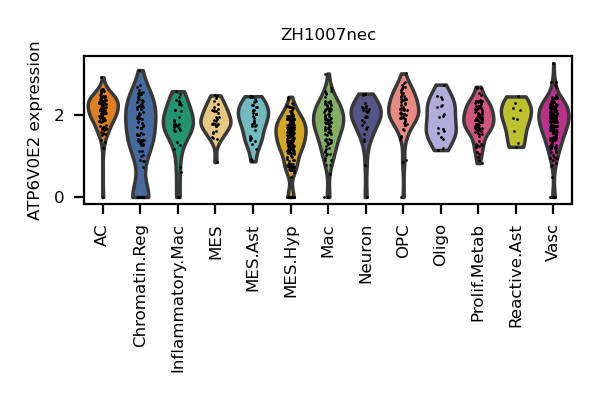 ZH1007nec
ATP6V0E2 expression
2
0
AC
Chromatin.Reg
Inflammatory.Mac
MES
MES.Ast
MES.Hyp
Mac
Neuron
OPC
Oligo
Prolif.Metab
Reactive.Ast
Vasc